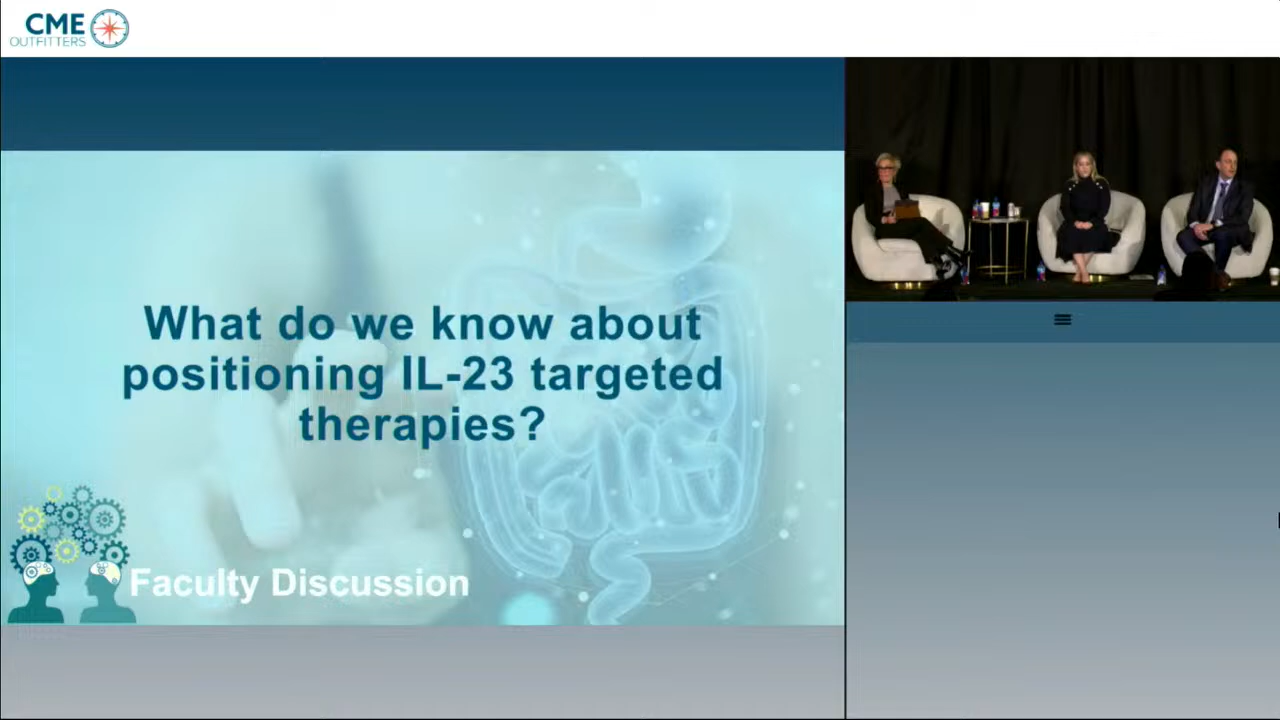 CME
OUTFITTERS
What do we know about
positioning IL-23 targeted
therapies?
Faculty Discussion